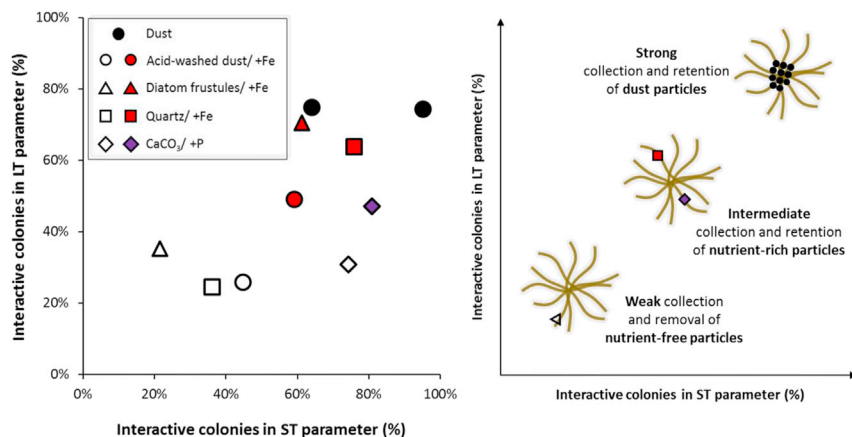 100%
80%
60%
40%
20%
0%
0%
20%
40%
60%
80%
100%
Interactive colonies in LT parameter (%)
Interactive colonies in ST parameter (%)
Dust
Acid-washed dust/ +Fe
Diatom frustules/ +Fe
Quartz/ +Fe
CaCO₃/ +P
Interactive colonies in LT parameter (%)
Interactive colonies in ST parameter (%)
Strong
collection and retention
of dust particles
Intermediate
collection and retention
of nutrient-rich particles
Weak collection
and removal of
nutrient-free particles